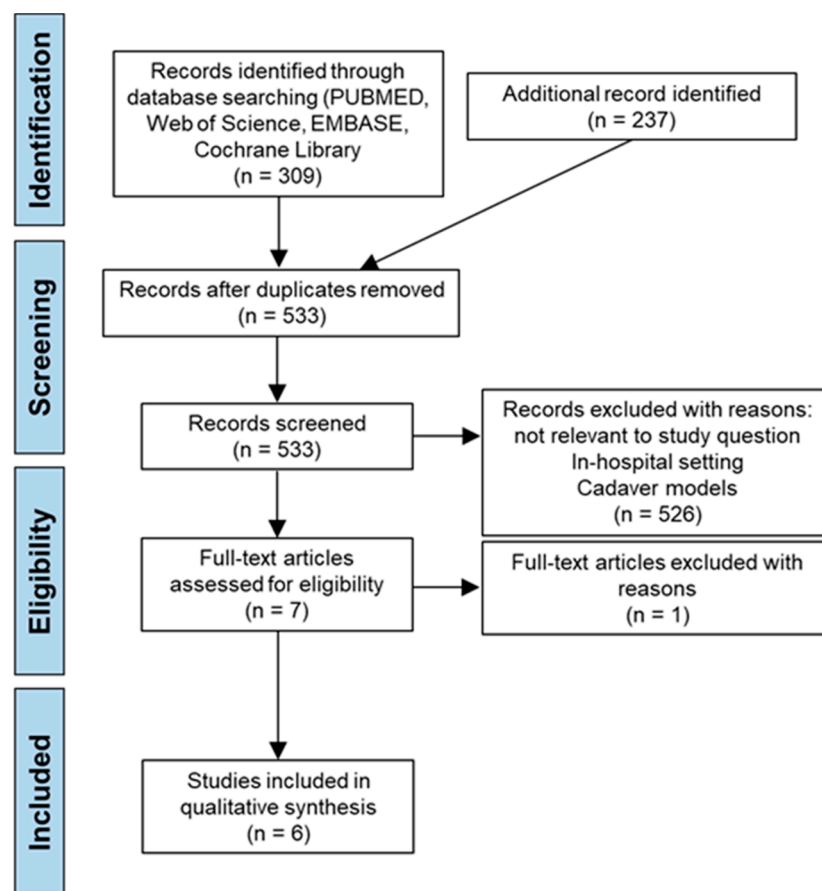 Identification
Records identified through
database searching (PUBMED,
Web of Science, EMBASE,
Cochrane Library
(n = 309)
Additional record identified
(n = 237)
Screening
Records after duplicates removed
(n = 533)
Records screened
(n = 533)
Records excluded with reasons:
not relevant to study question
In-hospital setting
Cadaver models
(n = 526)
Eligibility
Full-text articles
assessed for eligibility
(n = 7)
Full-text articles excluded with
reasons
(n = 1)
Included
Studies included in
qualitative synthesis
(n = 6)